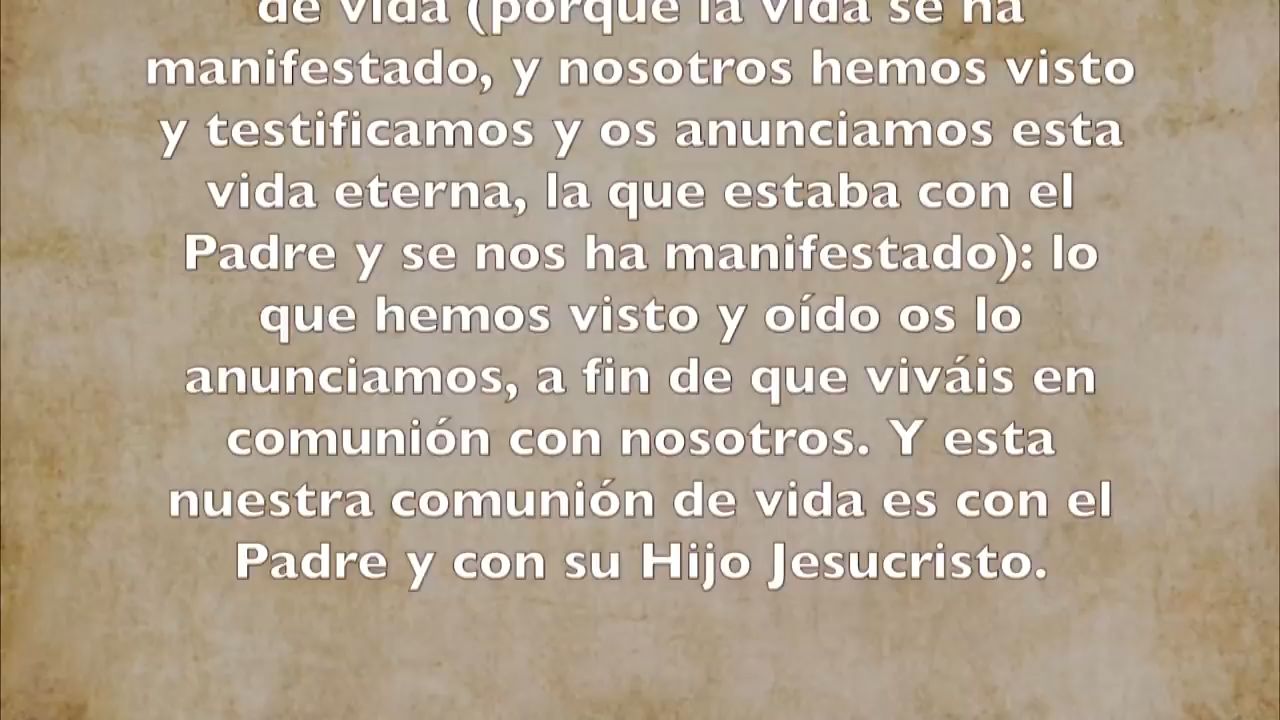 de vida (porque la vida se ha
manifestado, y nosotros hemos visto
y testificamos y os anunciamos esta
vida eterna, la que estaba con el
Padre y se nos ha manifestado): lo
que hemos visto y oído os lo
anunciamos, a fin de que viváis en
comunión con nosotros. Y esta
nuestra comunión de vida es con el
Padre y con su Hijo Jesucristo.